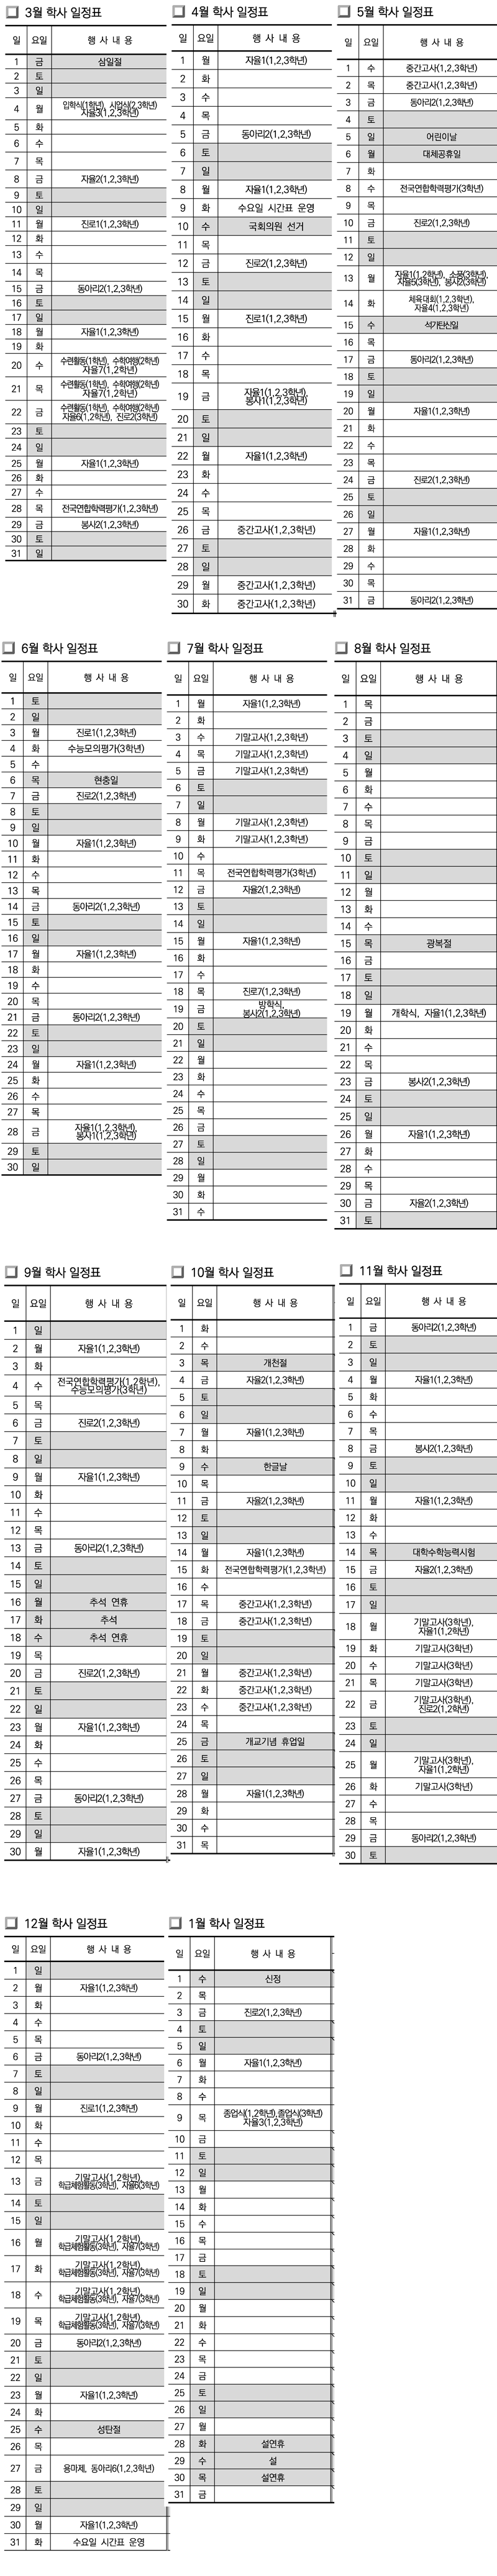 3월 학사 일정표
일 요일 행 사 내 용
1 금 삼일절
2 토
3 일
4 월 입학식(1학년), 시업식(2,3학년)
자율3(1,2,3학년)
5 화
6 수
7 목
8 금 자율2(1,2,3학년)
9 토
10 일
11 월 진로1(1,2,3학년)
12 화
13 수
14 목
15 금 동아리2(1,2,3학년)
16 토
17 일
18 월 자율1(1,2,3학년)
19 화
20 수 수련활동(1학년), 수학여행(2학년)
자율7(1,2학년)
21 목 수련활동(1학년), 수학여행(2학년)
자율7(1,2학년)
22 금 수련활동(1학년), 수학여행(2학년)
자율6(1,2학년), 진로2(3학년)
23 토
24 일
25 월 자율1(1,2,3학년)
26 화
27 수
28 목 전국연합학력평가(1,2,3학년)
29 금 봉사2(1,2,3학년)
30 토
31 일
4월 학사 일정표
일 요일 행 사 내 용
1 월 자율1(1,2,3학년)
2 화
3 수
4 목
5 금 동아리2(1,2,3학년)
6 토
7 일
8 월 자율1(1,2,3학년)
9 화 수요일 시간표 운영
10 수 국회의원 선거
11 목
12 금 진로2(1,2,3학년)
13 토
14 일
15 월 진로1(1,2,3학년)
16 화
17 수
18 목
19 금 자율1(1,2,3학년),
봉사1(1,2,3학년)
20 토
21 일
22 월 자율1(1,2,3학년)
23 화
24 수
25 목
26 금 중간고사(1,2,3학년)
27 토
28 일
29 월 중간고사(1,2,3학년)
30 화 중간고사(1,2,3학년)
5월 학사 일정표
일 요일 행 사 내 용
1 수 중간고사(1,2,3학년)
2 목 중간고사(1,2,3학년)
3 금 동아리2(1,2,3학년)
4 토
5 일 어린이날
6 월 대체공휴일
7 화
8 수 전국연합학력평가(3학년)
9 목
10 금 진로2(1,2,3학년)
11 토
12 일
13 월 자율1(1,2학년), 소풍(3학년),
자율5(3학년), 봉사2(3학년)
14 화 체육대회(1,2,3학년),
자율4(1,2,3학년)
15 수 석가탄신일
16 목
17 금 동아리2(1,2,3학년)
18 토
19 일
20 월 자율1(1,2,3학년)
21 화
22 수
23 목
24 금 진로2(1,2,3학년)
25 토
26 일
27 월 자율1(1,2,3학년)
28 화
29 수
30 목
31 금 동아리2(1,2,3학년)
6월 학사 일정표
일 요일 행 사 내 용
1 토
2 일
3 월 진로1(1,2,3학년)
4 화 수능모의평가(3학년)
5 수
6 목 현충일
7 금 진로2(1,2,3학년)
8 토
9 일
10 월 자율1(1,2,3학년)
11 화
12 수
13 목
14 금 동아리2(1,2,3학년)
15 토
16 일
17 월 자율1(1,2,3학년)
18 화
19 수
20 목
21 금 동아리2(1,2,3학년)
22 토
23 일
24 월 자율1(1,2,3학년)
25 화
26 수
27 목
28 금 자율1(1,2,3학년),
봉사1(1,2,3학년)
29 토
30 일
7월 학사 일정표
일 요일 행 사 내 용
1 월 자율1(1,2,3학년)
2 화
3 수 기말고사(1,2,3학년)
4 목 기말고사(1,2,3학년)
5 금 기말고사(1,2,3학년)
6 토
7 일
8 월 기말고사(1,2,3학년)
9 화 기말고사(1,2,3학년)
10 수
11 목 전국연합학력평가(3학년)
12 금 자율2(1,2,3학년)
13 토
14 일
15 월 자율1(1,2,3학년)
16 화
17 수
18 목 진로7(1,2,3학년)
19 금 방학식,
봉사2(1,2,3학년)
20 토
21 일
22 월
23 화
24 수
25 목
26 금
27 토
28 일
29 월
30 화
31 수
8월 학사 일정표
일 요일 행 사 내 용
1 목
2 금
3 토
4 일
5 월
6 화
7 수
8 목
9 금
10 토
11 일
12 월
13 화
14 수
15 목 광복절
16 금
17 토
18 일
19 월 개학식, 자율1(1,2,3학년)
20 화
21 수
22 목
23 금 봉사2(1,2,3학년)
24 토
25 일
26 월 자율1(1,2,3학년)
27 화
28 수
29 목
30 금 자율2(1,2,3학년)
31 토
9월 학사 일정표
일 요일 행 사 내 용
1 일
2 월 자율1(1,2,3학년)
3 화
4 수 전국연합학력평가(1,2학년),
수능모의평가(3학년)
5 목
6 금 진로2(1,2,3학년)
7 토
8 일
9 월 자율1(1,2,3학년)
10 화
11 수
12 목
13 금 동아리2(1,2,3학년)
14 토
15 일
16 월 추석 연휴
17 화 추석
18 수 추석 연휴
19 목
20 금 진로2(1,2,3학년)
21 토
22 일
23 월 자율1(1,2,3학년)
24 화
25 수
26 목
27 금 동아리2(1,2,3학년)
28 토
29 일
30 월 자율1(1,2,3학년)
10월 학사 일정표
일 요일 행 사 내 용
1 화
2 수
3 목 개천절
4 금 자율2(1,2,3학년)
5 토
6 일
7 월 자율1(1,2,3학년)
8 화
9 수 한글날
10 목
11 금 자율2(1,2,3학년)
12 토
13 일
14 월 자율1(1,2,3학년)
15 화 전국연합학력평가(1,2,3학년)
16 수
17 목 중간고사(1,2,3학년)
18 금 중간고사(1,2,3학년)
19 토
20 일
21 월 중간고사(1,2,3학년)
22 화 중간고사(1,2,3학년)
23 수 중간고사(1,2,3학년)
24 목
25 금 개교기념 휴업일
26 토
27 일
28 월 자율1(1,2,3학년)
29 화
30 수
31 목
11월 학사 일정표
일 요일 행 사 내 용
1 금 동아리2(1,2,3학년)
2 토
3 일
4 월 자율1(1,2,3학년)
5 화
6 수
7 목
8 금 봉사2(1,2,3학년)
9 토
10 일
11 월 자율1(1,2,3학년)
12 화
13 수
14 목 대학수학능력시험
15 금 자율2(1,2,3학년)
16 토
17 일
18 월 기말고사(3학년),
자율1(1,2학년)
19 화 기말고사(3학년)
20 수 기말고사(3학년)
21 목 기말고사(3학년)
22 금 기말고사(3학년),
진로2(1,2학년)
23 토
24 일
25 월 기말고사(3학년),
자율1(1,2학년)
26 화 기말고사(3학년)
27 수
28 목
29 금 동아리2(1,2,3학년)
30 토
12월 학사 일정표
일 요일 행 사 내 용
1 일
2 월 자율1(1,2,3학년)
3 화
4 수
5 목
6 금 동아리2(1,2,3학년)
7 토
8 일
9 월 진로1(1,2,3학년)
10 화
11 수
12 목
13 금 기말고사(1,2학년),
학급체험활동(3학년), 자율6(3학년)
14 토
15 일
16 월 기말고사(1,2학년),
학급체험활동(3학년), 자율7(3학년)
17 화 기말고사(1,2학년),
학급체험활동(3학년), 자율7(3학년)
18 수 기말고사(1,2학년),
학급체험활동(3학년), 자율7(3학년)
19 목 기말고사(1,2학년),
학급체험활동(3학년), 자율7(3학년)
20 금 동아리2(1,2,3학년)
21 토
22 일
23 월 자율1(1,2,3학년)
24 화
25 수 성탄절
26 목
27 금 용마제, 동아리6(1,2,3학년)
28 토
29 일
30 월 자율1(1,2,3학년)
31 화 수요일 시간표 운영
1월 학사 일정표
일 요일 행 사 내 용
1 수 신정
2 목
3 금 진로2(1,2,3학년)
4 토
5 일
6 월 자율1(1,2,3학년)
7 화
8 수
9 목 종업식(1,2학년),졸업식(3학년)
자율3(1,2,3학년)
10 금
11 토
12 일
13 월
14 화
15 수
16 목
17 금
18 토
19 일
20 월
21 화
22 수
23 목
24 금
25 토
26 일
27 월
28 화 설연휴
29 수 설
30 목 설연휴
31 금